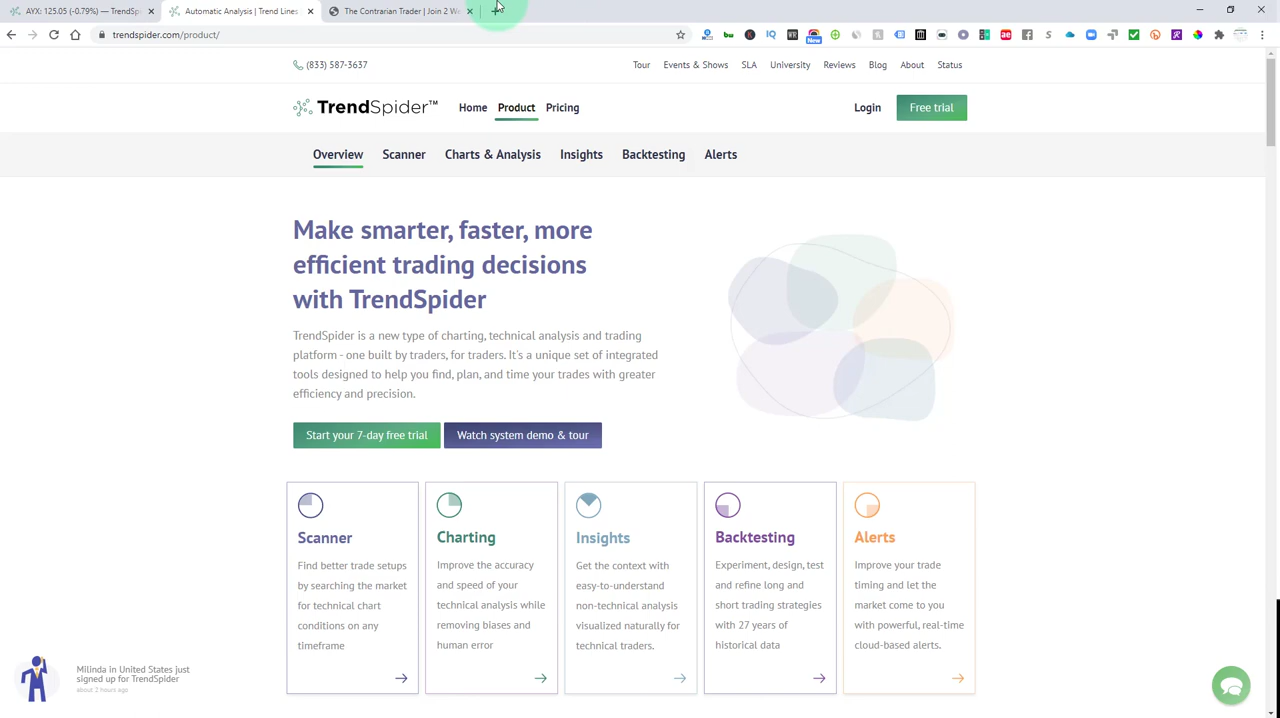 AYX: 125.05 (-0.79%) — TrendSp
Automatic Analysis | Trend Lines
The Contrarian Trader | Join 2 We
trendspider.com/product/
New
(833) 587-3637
Tour Events & Shows SLA University Reviews Blog About Status
TrendSpider™
Home Product Pricing
Login
Free trial
Overview Scanner Charts & Analysis Insights Backtesting Alerts
Make smarter, faster, more
efficient trading decisions
with TrendSpider
TrendSpider is a new type of charting, technical analysis and trading
platform - one built by traders, for traders. It's a unique set of integrated
tools designed to help you find, plan, and time your trades with greater
efficiency and precision.
Start your 7-day free trial
Watch system demo & tour
Scanner
Find better trade setups
by searching the market
for technical chart
conditions on any
timeframe
Charting
Improve the accuracy
and speed of your
technical analysis while
removing biases and
human error
Insights
Get the context with
easy-to-understand
non-technical analysis
visualized naturally for
technical traders.
Backtesting
Experiment, design, test
and refine long and
short trading strategies
with 27 years of
historical data
Alerts
Improve your trade
timing and let the
market come to you
with powerful, real-time
cloud-based alerts.
Milinda in United States just
signed up for TrendSpider
about 2 hours ago